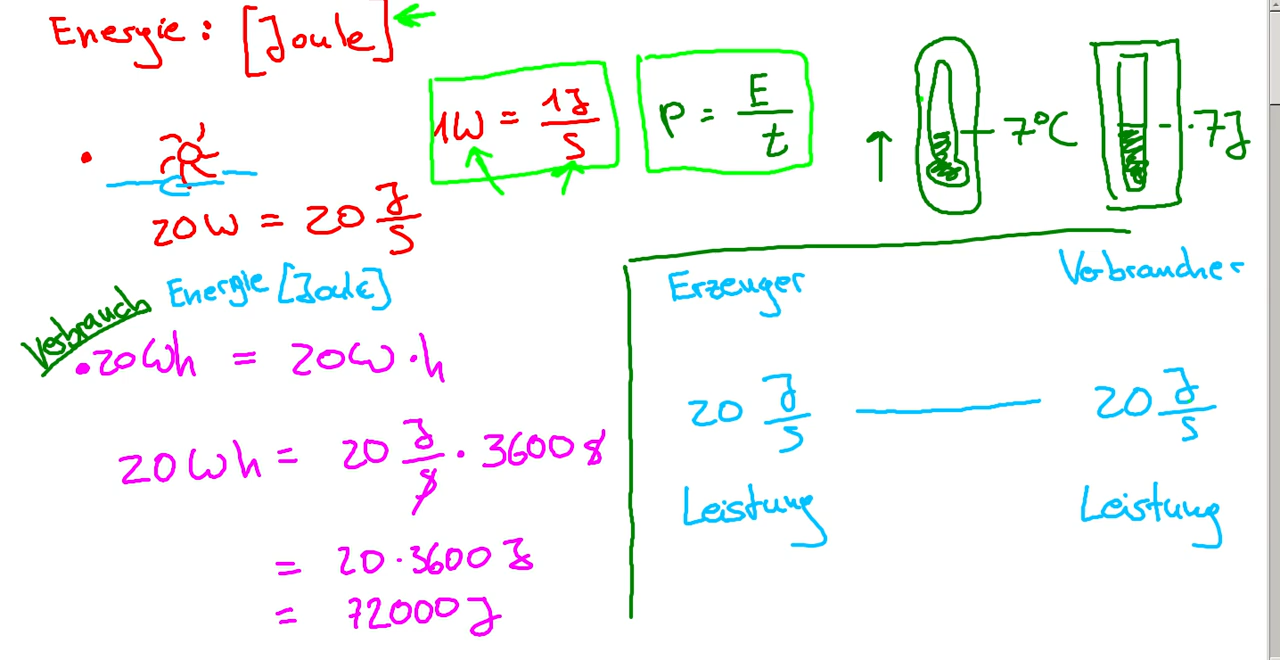 Energie: [Joule]
1W = 1J/s
P = E/t
7°C
7J
20W = 20 J/s
Energie [Joule]
Verbrauch
20Wh = 20W·h
20Wh = 20 J/s · 3600 s
= 20·3600 J
= 72000 J
Erzeuger Verbraucher
20 J/s 20 J/s
Leistung Leistung